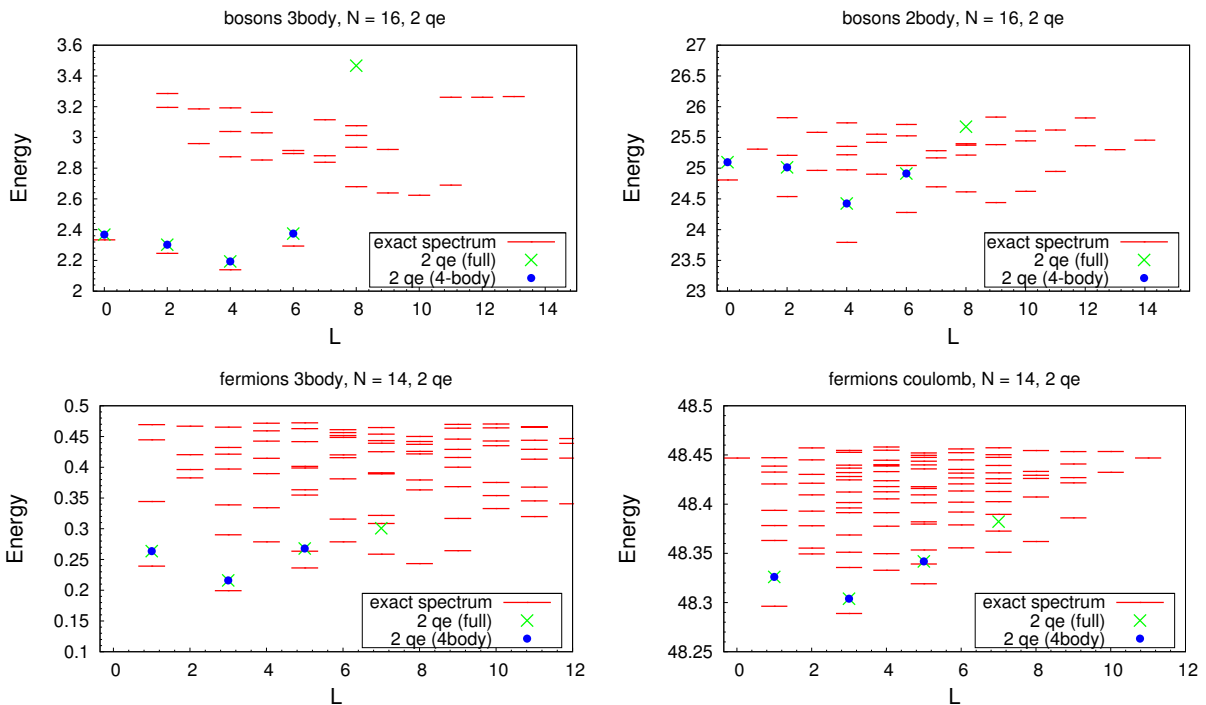 bosons 3body, N = 16, 2 qe
3.6
3.4
3.2
3
2.8
2.6
2.4
2.2
2
Energy
0 2 4 6 8 10 12 14
L
exact spectrum
2 qe (full)
2 qe (4-body)
bosons 2body, N = 16, 2 qe
27
26.5
26
25.5
25
24.5
24
23.5
23
Energy
0 2 4 6 8 10 12 14
L
exact spectrum
2 qe (full)
2 qe (4-body)
fermions 3body, N = 14, 2 qe
0.5
0.45
0.4
0.35
0.3
0.25
0.2
0.15
0.1
Energy
0 2 4 6 8 10 12
L
exact spectrum
2 qe (full)
2 qe (4body)
fermions coulomb, N = 14, 2 qe
48.5
48.45
48.4
48.35
48.3
48.25
Energy
0 2 4 6 8 10 12
L
exact spectrum
2 qe (full)
2 qe (4body)